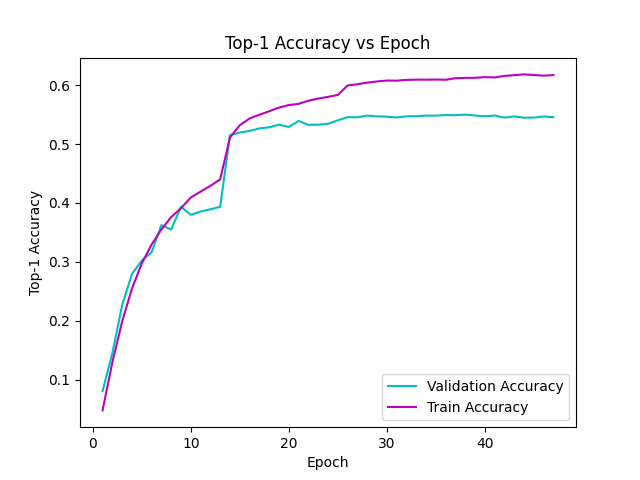 Top-1 Accuracy vs Epoch
Top-1 Accuracy
0.6
0.5
0.4
0.3
0.2
0.1
Validation Accuracy
Train Accuracy
0 10 20 30 40
Epoch